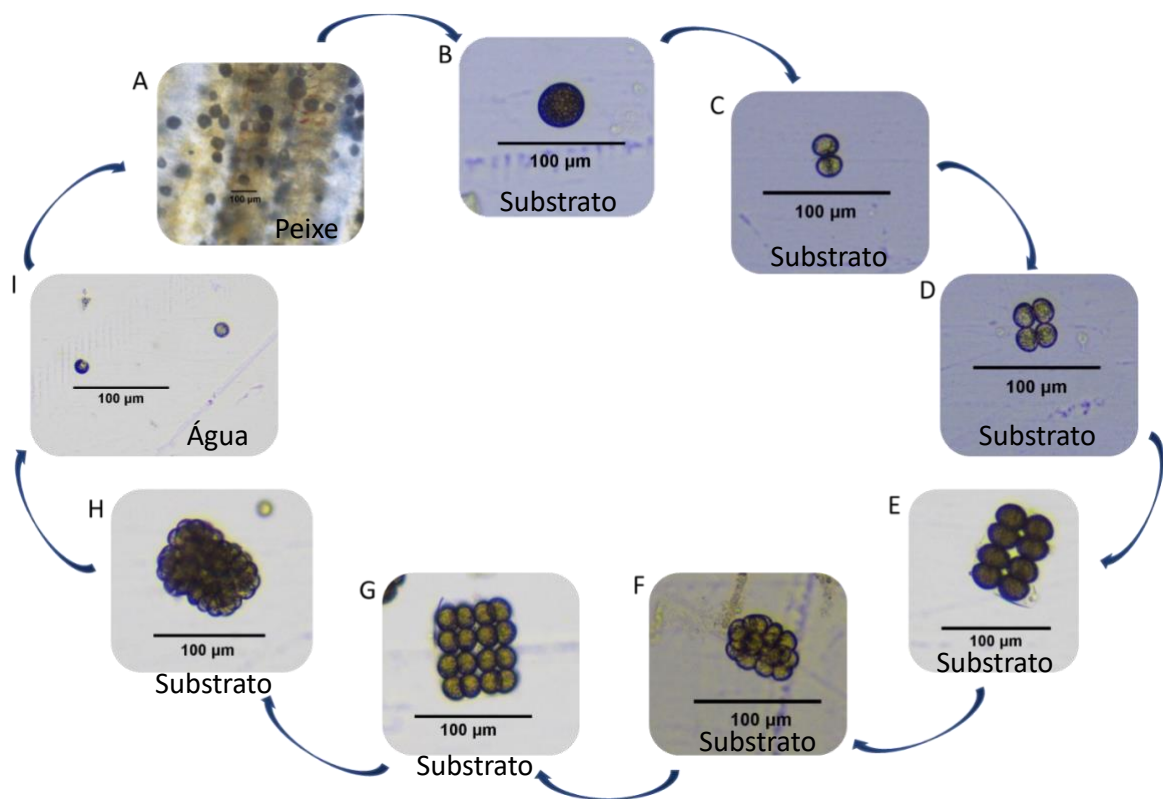 A
100 µm
Peixe
B
100 µm
Substrato
C
100 µm
Substrato
D
100 µm
Substrato
E
100 µm
Substrato
F
100 µm
Substrato
G
100 µm
Substrato
H
100 µm
Substrato
I
100 µm
Água